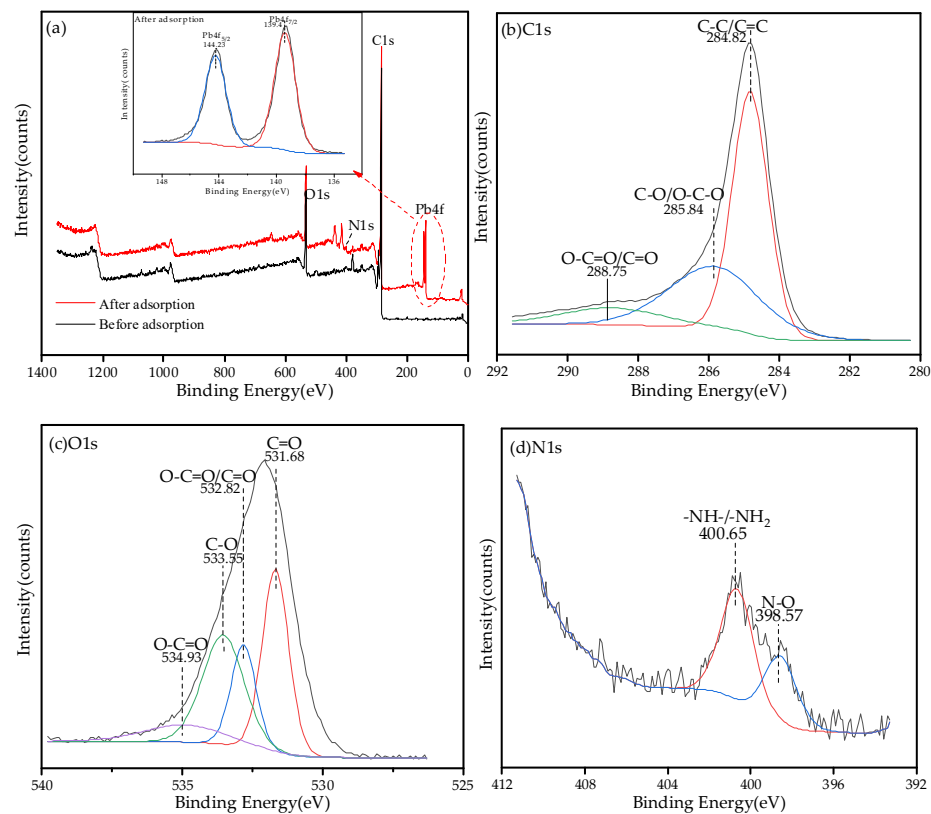 (a)
After adsorption
Pb4f7/2
139.4
Pb4f 5/2
144.23
Intensity(counts)
148 144 140 136
Binding Energy(eV)
C1s
O1s
N1s
Pb4f
After adsorption
Before adsorption
Intensity(counts)
1400 1200 1000 800 600 400 200 0
Binding Energy(eV)
(b)C1s
C-C/C=C
284.82
C-O/O-C-O
285.84
O-C=O/C=O
288.75
Intensity(counts)
292 290 288 286 284 282 280
Binding Energy(eV)
(c)O1s
C=O
531.68
O-C=O/C=O
532.82
C-O
533.55
O-C=O
534.93
Intensity(counts)
540 535 530 525
Binding Energy(eV)
(d)N1s
-NH-/-NH2
400.65
N-O
398.57
Intensity(counts)
412 408 404 400 396 392
Binding Energy(eV)